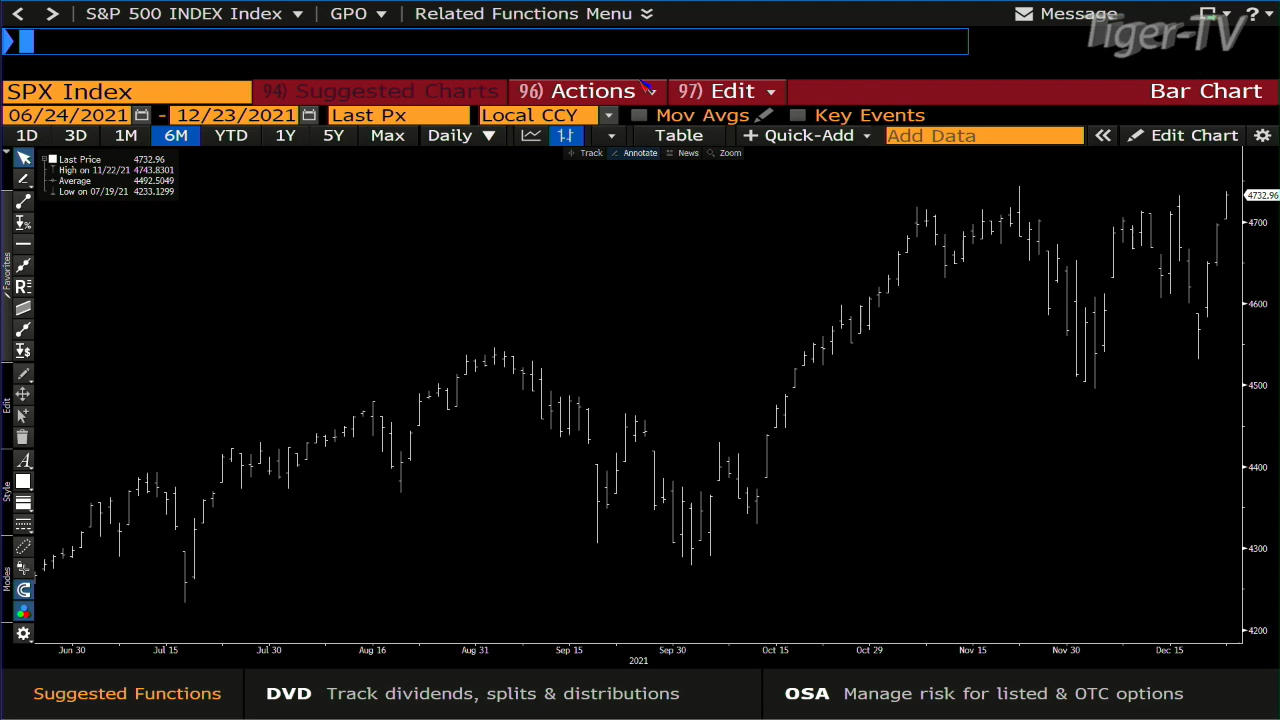 S&P 500 INDEX Index GPO Related Functions Menu Message ?
Tiger-TV
SPX Index 94) Suggested Charts 96) Actions 97) Edit Bar Chart
06/24/2021 - 12/23/2021 Last Px Local CCY Mov Avgs Key Events
1D 3D 1M 6M YTD 1Y 5Y Max Daily Table + Quick-Add Add Data Edit Chart
Track Annotate News Zoom
Last Price 4732.96
High on 11/22/21 4743.8301
Average 4492.5049
Low on 07/19/21 4233.1299
4732.96
4700
4600
4500
4400
4300
4200
Favorites
Edit
Style
Modes
Jun 30 Jul 15 Jul 30 Aug 16 Aug 31 Sep 15 Sep 30 Oct 15 Oct 29 Nov 15 Nov 30 Dec 15
2021
Suggested Functions DVD Track dividends, splits & distributions OSA Manage risk for listed & OTC options